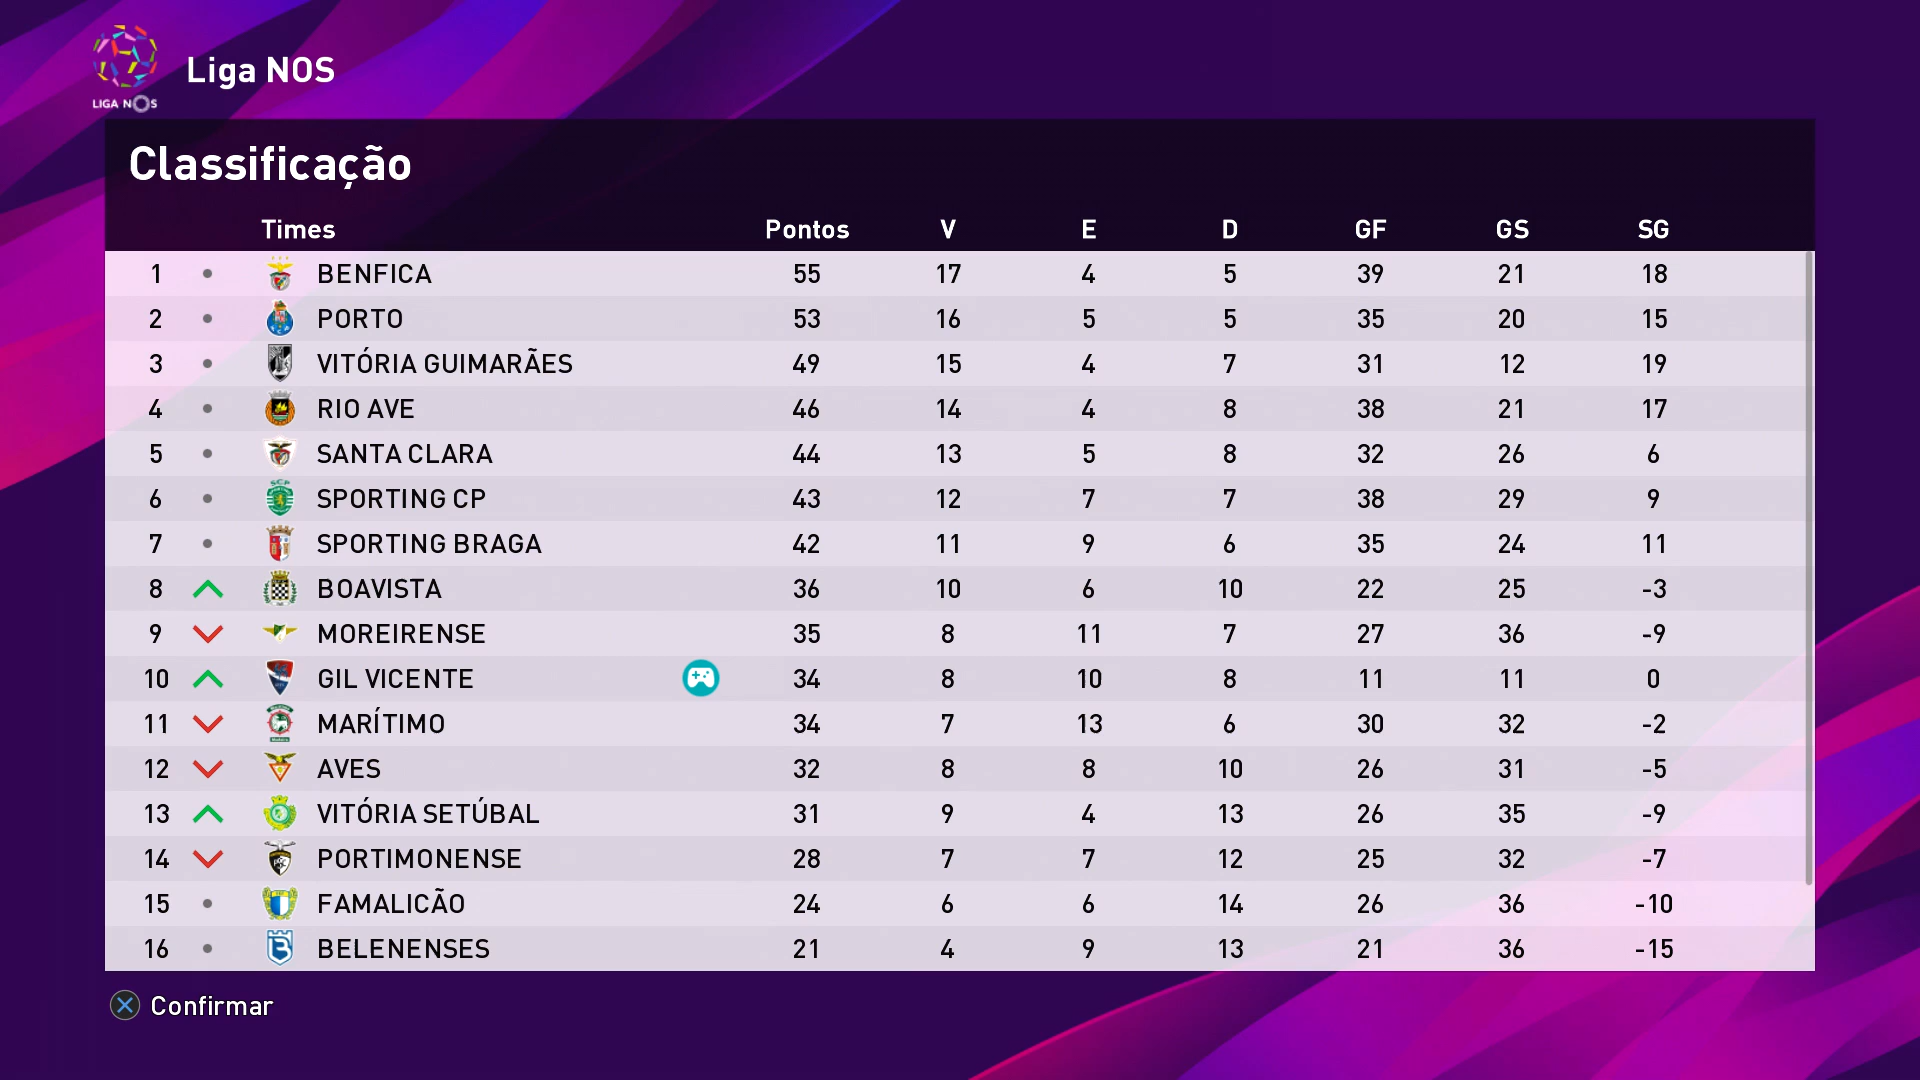 LIGA NOS
Liga NOS
Classificação
Times Pontos V E D GF GS SG
1 BENFICA 55 17 4 5 39 21 18
2 PORTO 53 16 5 5 35 20 15
3 VITÓRIA GUIMARÃES 49 15 4 7 31 12 19
4 RIO AVE 46 14 4 8 38 21 17
5 SANTA CLARA 44 13 5 8 32 26 6
6 SPORTING CP 43 12 7 7 38 29 9
7 SPORTING BRAGA 42 11 9 6 35 24 11
8 BOAVISTA 36 10 6 10 22 25 -3
9 MOREIRENSE 35 8 11 7 27 36 -9
10 GIL VICENTE 34 8 10 8 11 11 0
11 MARÍTIMO 34 7 13 6 30 32 -2
12 AVES 32 8 8 10 26 31 -5
13 VITÓRIA SETÚBAL 31 9 4 13 26 35 -9
14 PORTIMONENSE 28 7 7 12 25 32 -7
15 FAMALICÃO 24 6 6 14 26 36 -10
16 BELENENSES 21 4 9 13 21 36 -15
Confirmar